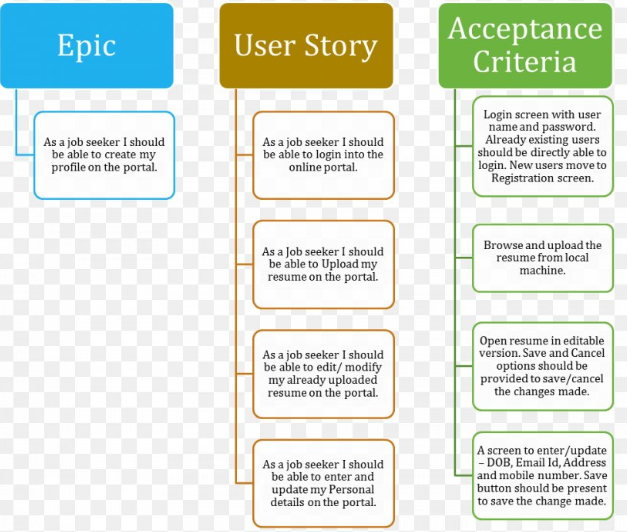 Epic
As a job seeker I should
be able to create my
profile on the portal.
User Story
As a job seeker I should
be able to login into the
online portal.
As a Job seeker I should
be able to Upload my
resume on the portal.
As a job seeker I should
be able to edit/ modify
my already uploaded
resume on the portal.
As a job seeker I should
be able to enter and
update my Personal
details on the portal.
Acceptance
Criteria
Login screen with user
name and password.
Already existing users
should be directly able to
login. New users move to
Registration screen.
Browse and upload the
resume from local
machine.
Open resume in editable
version. Save and Cancel
options should be
provided to save/cancel
the changes made.
A screen to enter/update
– DOB, Email Id, Address
and mobile number. Save
button should be present
to save the change made.